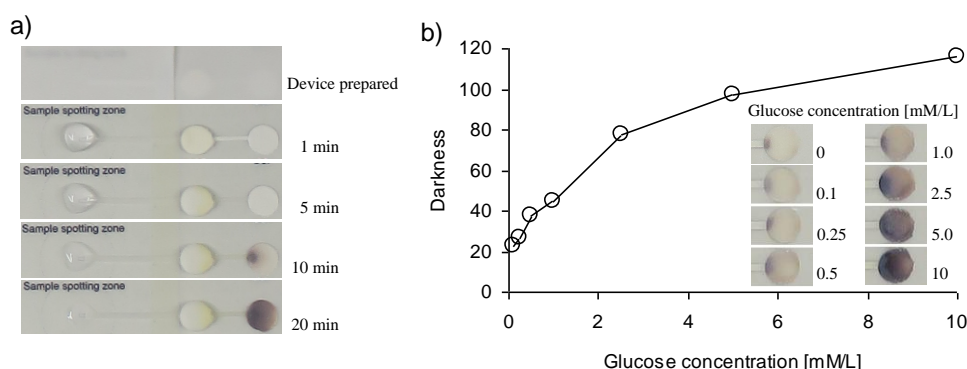 a)
Device prepared
Sample spotting zone
1 min
Sample spotting zone
5 min
Sample spotting zone
10 min
Sample spotting zone
20 min
b)
Darkness
120
100
80
60
40
20
0
0 2 4 6 8 10
Glucose concentration [mM/L]
Glucose concentration [mM/L]
0 1.0
0.1 2.5
0.25 5.0
0.5 10